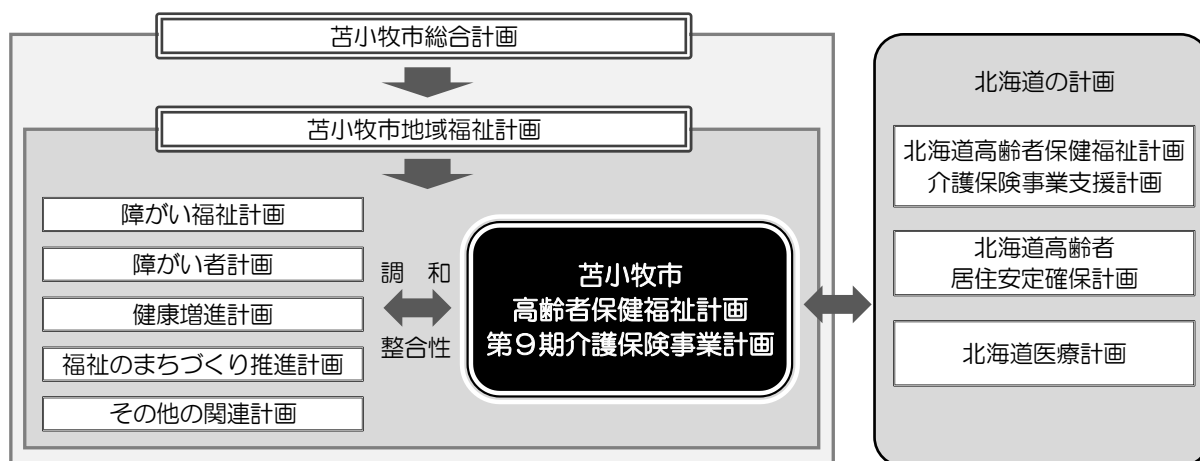 苫小牧市総合計画
苫小牧市地域福祉計画
障がい福祉計画
障がい者計画
健康増進計画
福祉のまちづくり推進計画
その他の関連計画
調　和
整合性
苫小牧市
高齢者保健福祉計画
第９期介護保険事業計画
北海道の計画
北海道高齢者保健福祉計画
介護保険事業支援計画
北海道高齢者
居住安定確保計画
北海道医療計画